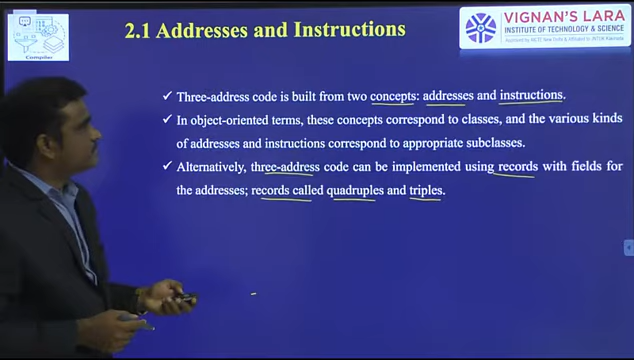 2.1 Addresses and Instructions
VIGNAN'S LARA
INSTITUTE OF TECHNOLOGY & SCIENCE
Compiler
✓ Three-address code is built from two concepts: addresses and instructions.
✓ In object-oriented terms, these concepts correspond to classes, and the various kinds
of addresses and instructions correspond to appropriate subclasses.
✓ Alternatively, three-address code can be implemented using records with fields for
the addresses; records called quadruples and triples.